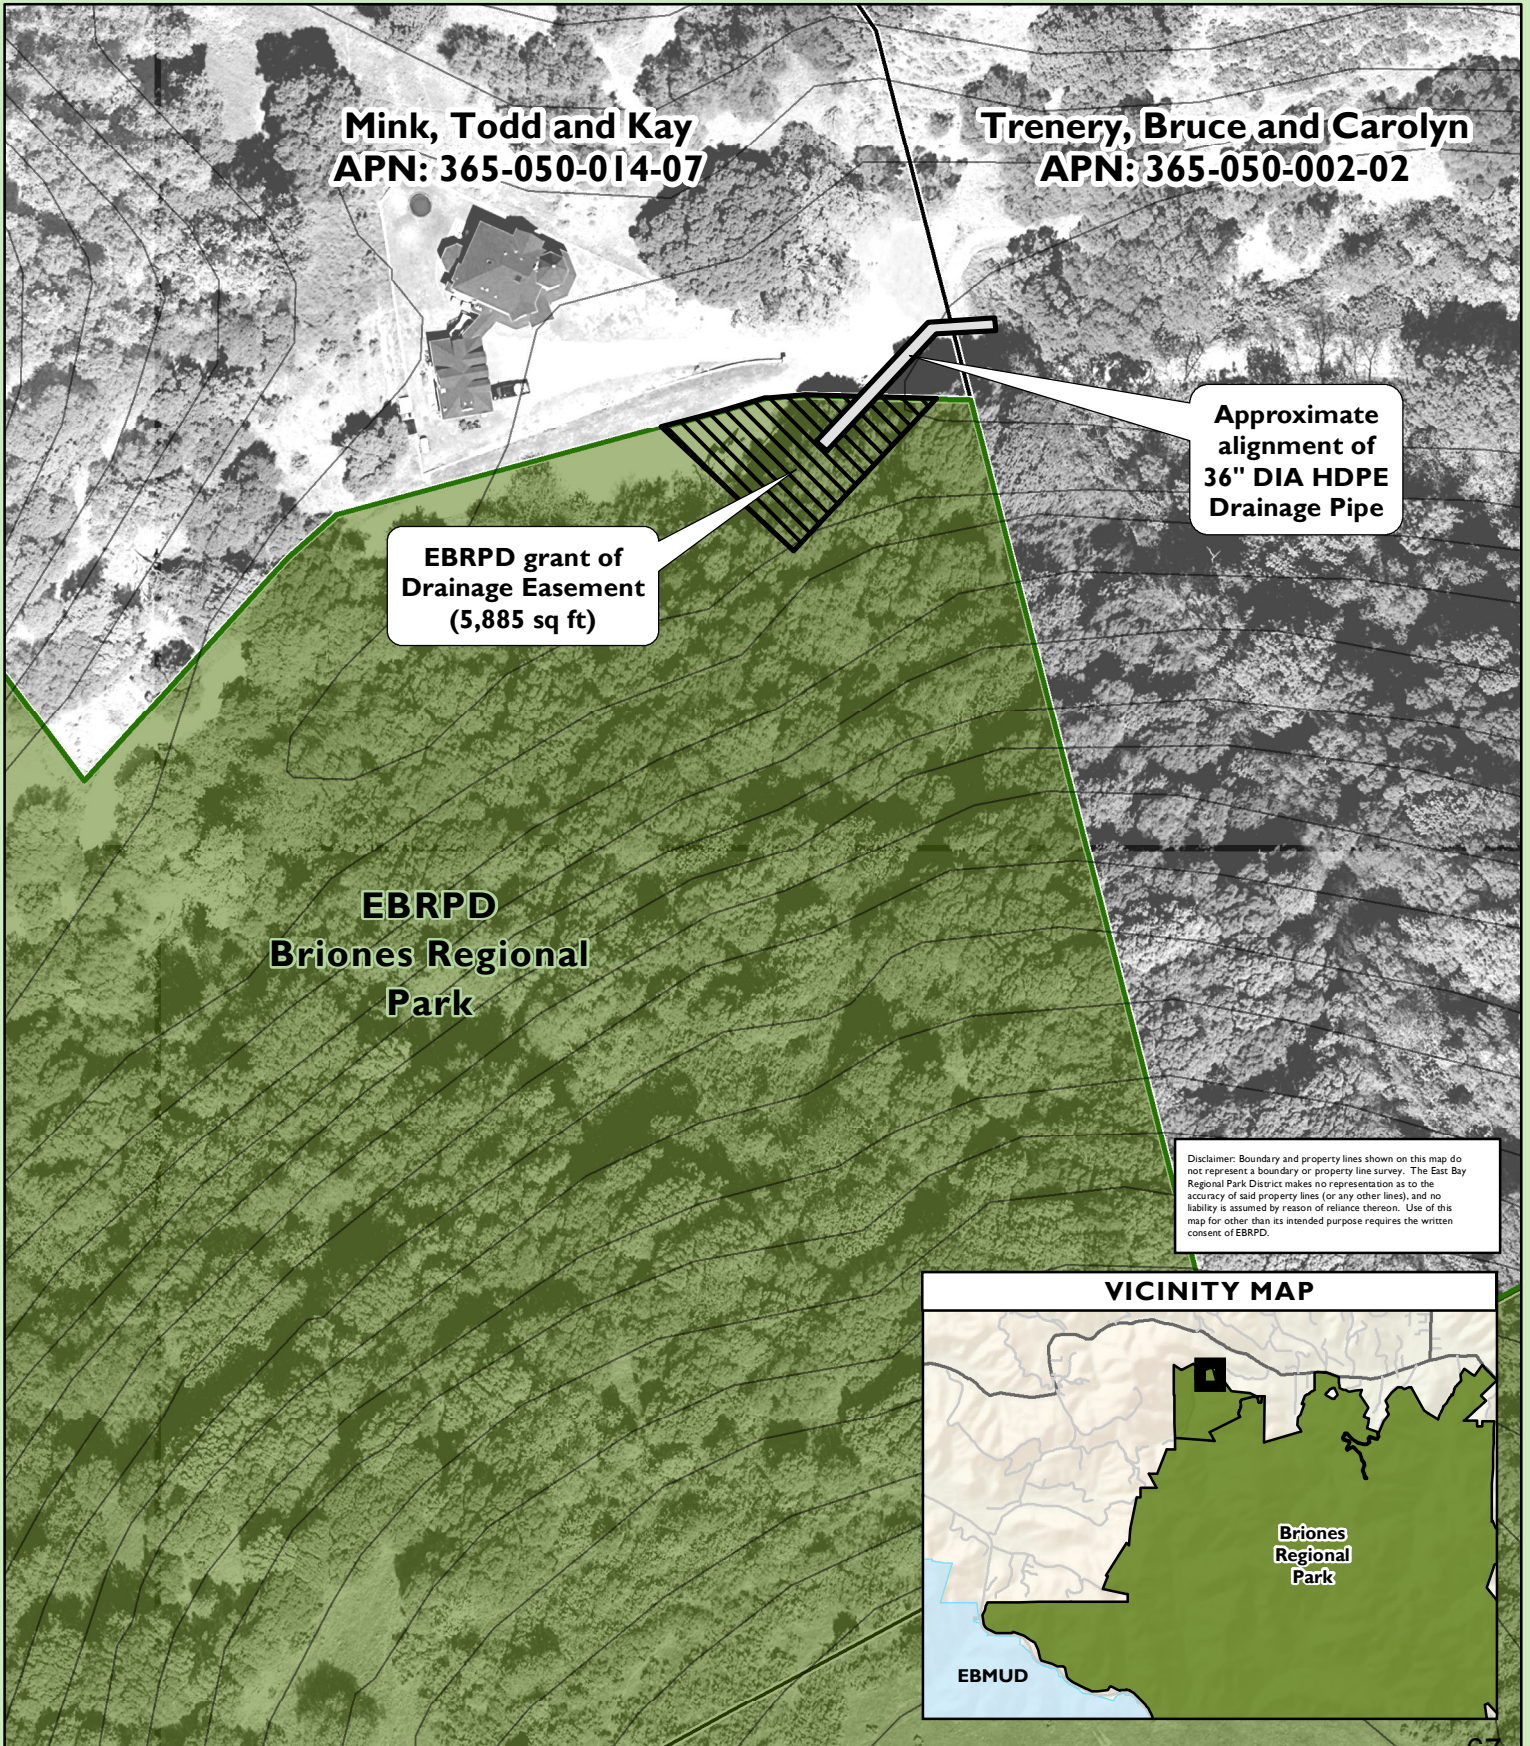 Mink, Todd and Kay
APN: 365-050-014-07
Trenery, Bruce and Carolyn
APN: 365-050-002-02
Approximate
alignment of
36" DIA HDPE
Drainage Pipe
EBRPD grant of
Drainage Easement
(5,885 sq ft)
EBRPD
Briones Regional
Park
Disclaimer: Boundary and property lines shown on this map do
not represent a boundary or property line survey. The East Bay
Regional Park District makes no representation as to the
accuracy of said property lines (or any other lines), and no
liability is assumed by reason of reliance thereon. Use of this
map for other than its intended purpose requires the written
consent of EBRPD.
VICINITY MAP
Briones
Regional
Park
EBMUD